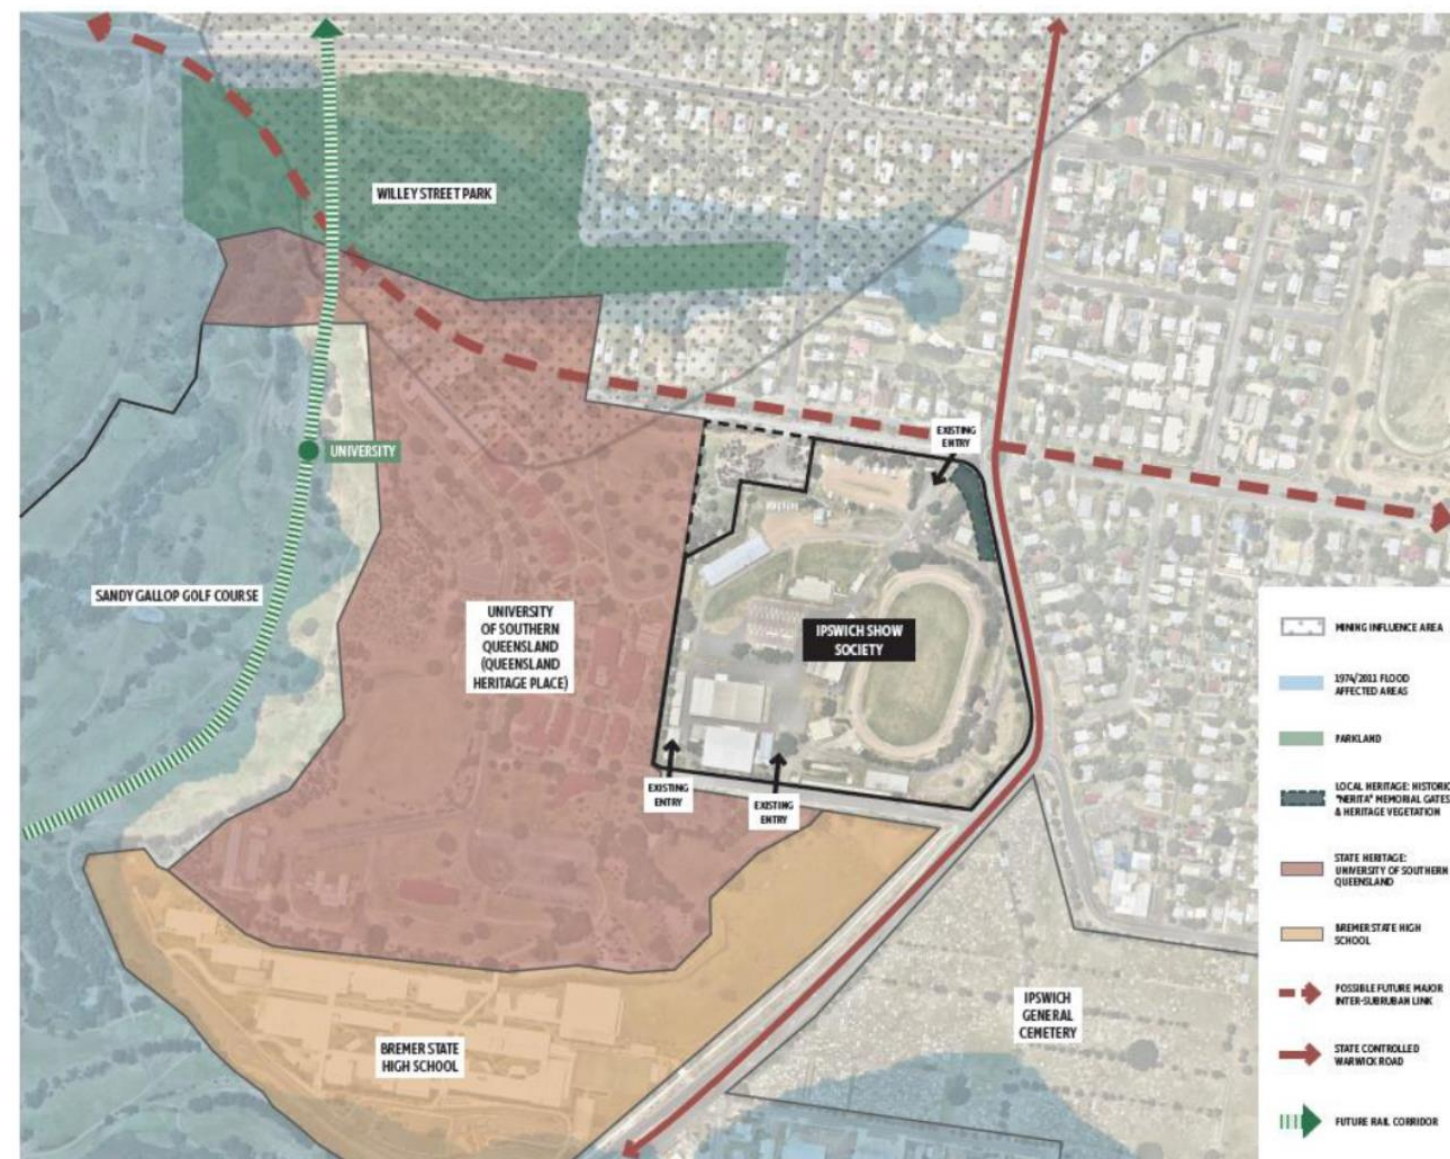 WILLEY STREET PARK
EXISTING
ENTRY
UNIVERSITY
SANDY GALLOP GOLF COURSE
UNIVERSITY
OF SOUTHERN
QUEENSLAND
(QUEENSLAND
HERITAGE PLACE)
IPSWICH SHOW
SOCIETY
EXISTING
ENTRY
EXISTING
ENTRY
BREMER STATE
HIGH SCHOOL
IPSWICH
GENERAL
CEMETERY
MINING INFLUENCE AREA
1974/2011 FLOOD
AFFECTED AREAS
PARKLAND
LOCAL HERITAGE: HISTORIC
"NERITA" MEMORIAL GATES
& HERITAGE VEGETATION
STATE HERITAGE:
UNIVERSITY OF SOUTHERN
QUEENSLAND
BREMER STATE HIGH
SCHOOL
POSSIBLE FUTURE MAJOR
INTER-SUBRUBAN LINK
STATE CONTROLLED
WARWICK ROAD
FUTURE RAIL CORRIDOR